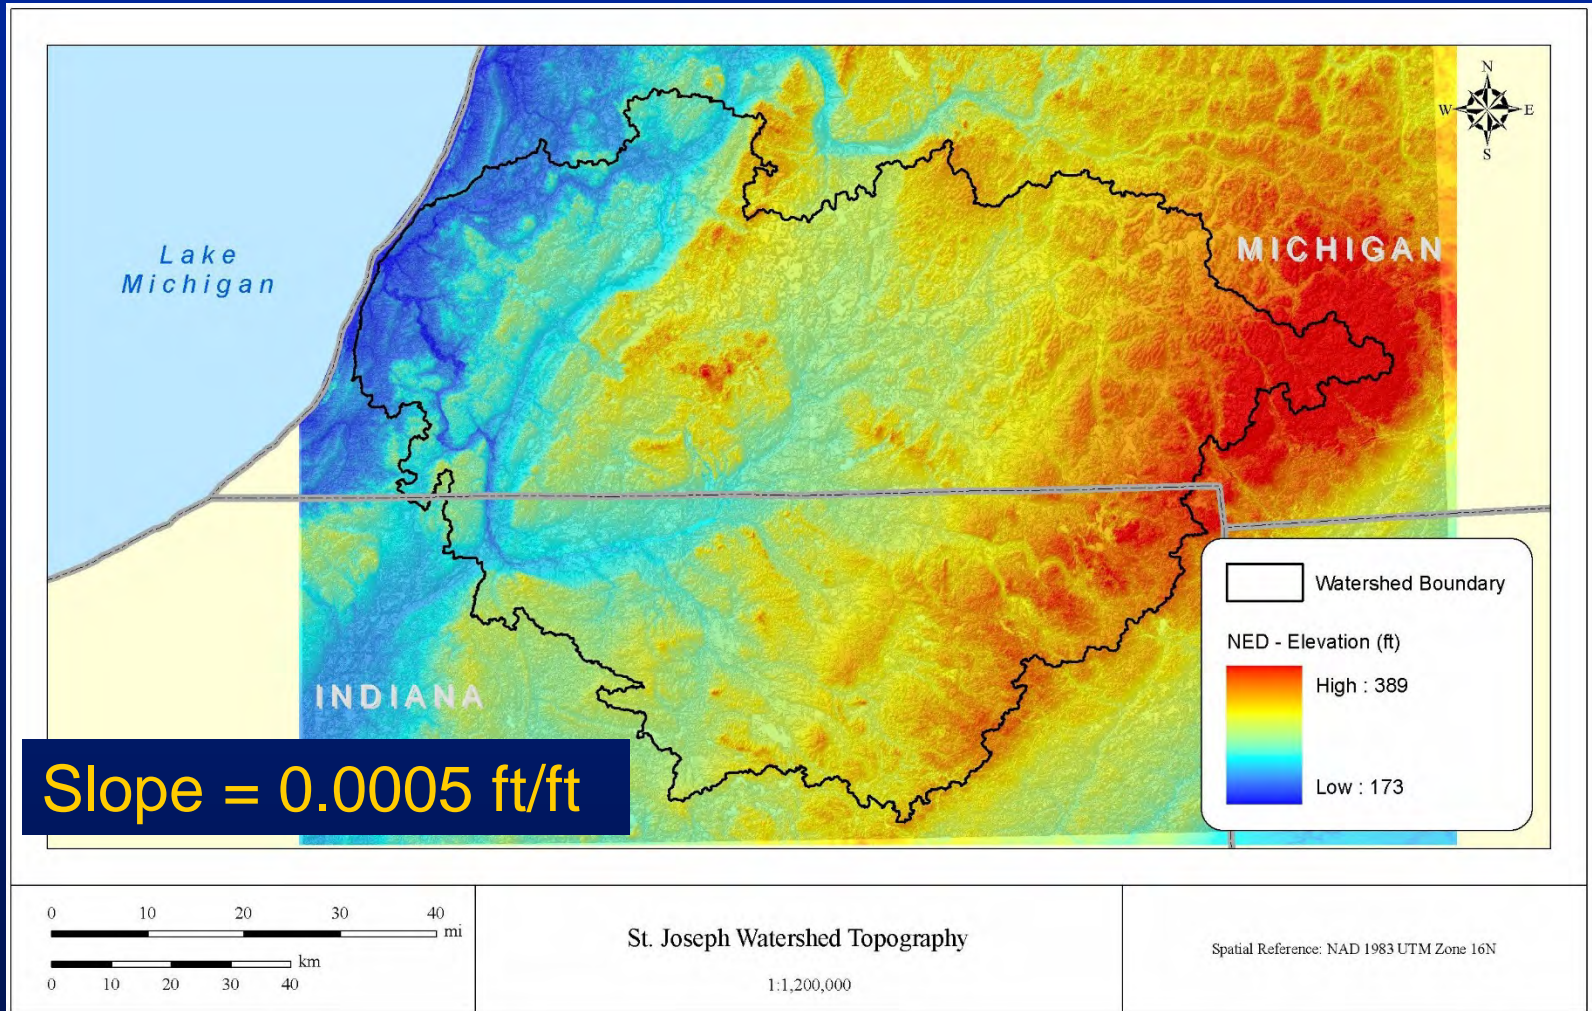 N
W E
S
Lake
Michigan
MICHIGAN
INDIANA
Watershed Boundary
NED - Elevation (ft)
High : 389
Low : 173
Slope = 0.0005 ft/ft
0 10 20 30 40
mi
km
0 10 20 30 40
St. Joseph Watershed Topography
1:1,200,000
Spatial Reference: NAD 1983 UTM Zone 16N